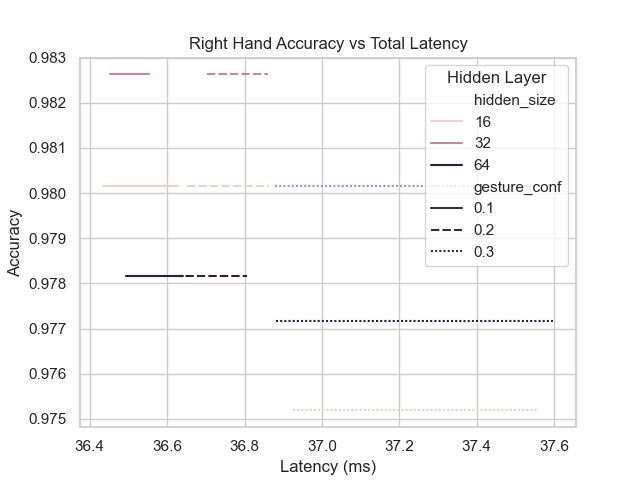 Right Hand Accuracy vs Total Latency
0.983
0.982
0.981
0.980
0.979
0.978
0.977
0.976
0.975
Accuracy
Hidden Layer
hidden_size
16
32
64
gesture_conf
0.1
0.2
0.3
36.4 36.6 36.8 37.0 37.2 37.4 37.6
Latency (ms)